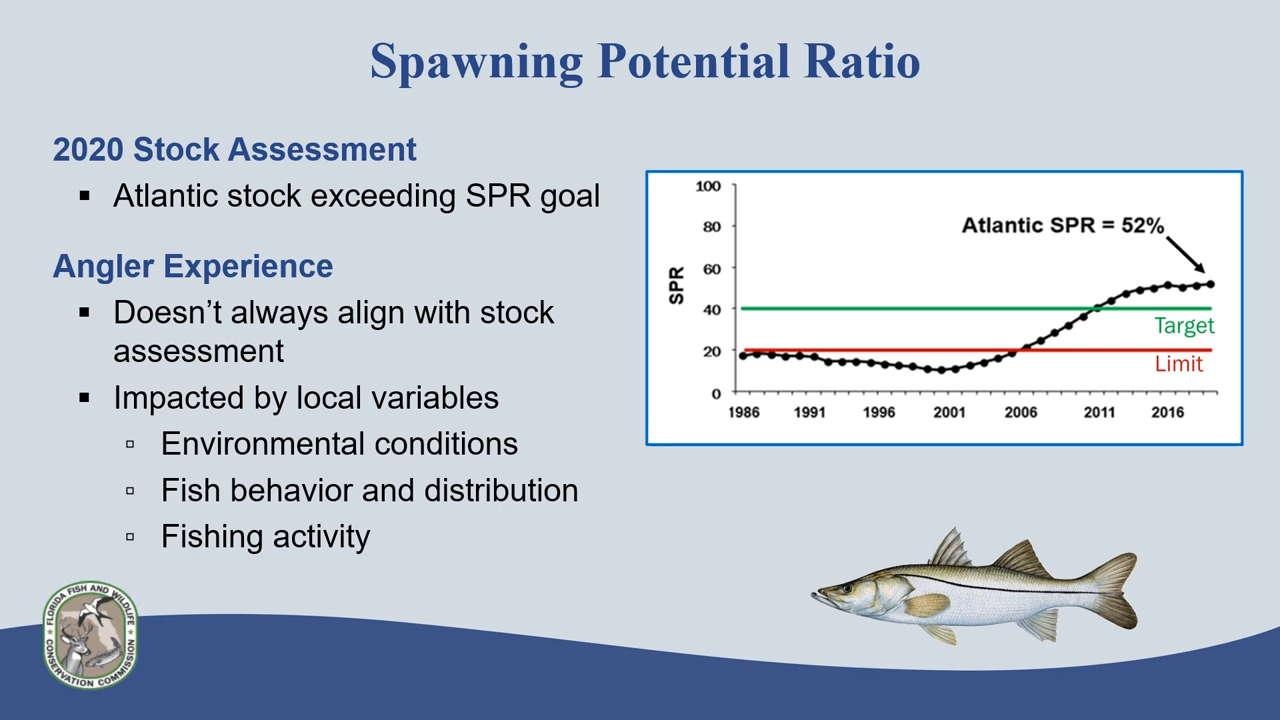 Spawning Potential Ratio
2020 Stock Assessment
▪ Atlantic stock exceeding SPR goal
Angler Experience
▪ Doesn’t always align with stock
assessment
▪ Impacted by local variables
▫ Environmental conditions
▫ Fish behavior and distribution
▫ Fishing activity
100
80
60
40
20
0
SPR
Atlantic SPR = 52%
Target
Limit
1986 1991 1996 2001 2006 2011 2016
FLORIDA FISH AND WILDLIFE
CONSERVATION COMMISSION